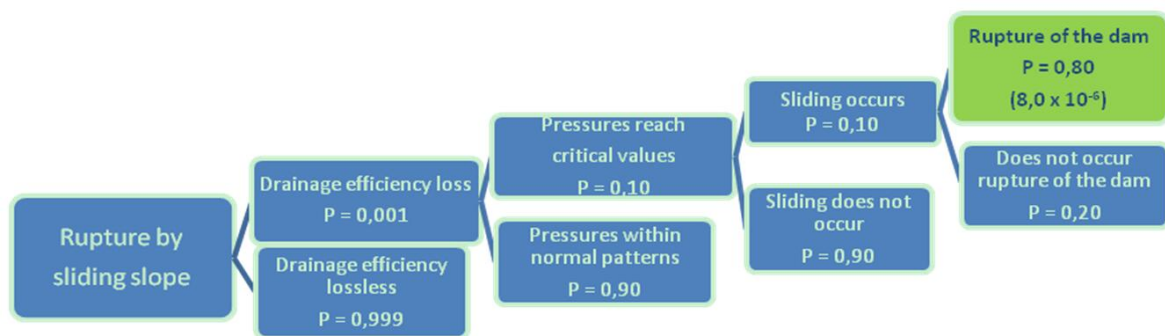 Rupture by
sliding slope
Drainage efficiency loss
P = 0,001
Drainage efficiency
lossless
P = 0,999
Pressures reach
critical values
P = 0,10
Pressures within
normal patterns
P = 0,90
Sliding occurs
P = 0,10
Sliding does not
occur
P = 0,90
Rupture of the dam
P = 0,80
(8,0 x 10⁻⁶)
Does not occur
rupture of the dam
P = 0,20